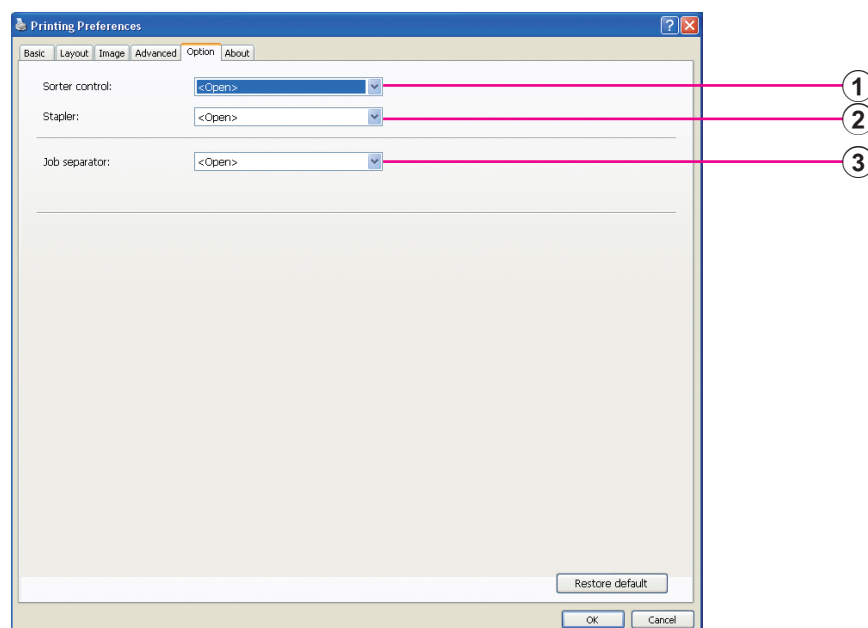 Printing Preferences
Basic Layout Image Advanced Option About
Sorter control: <Open> 1
Stapler: <Open> 2
Job separator: <Open> 3
Restore default
OK Cancel